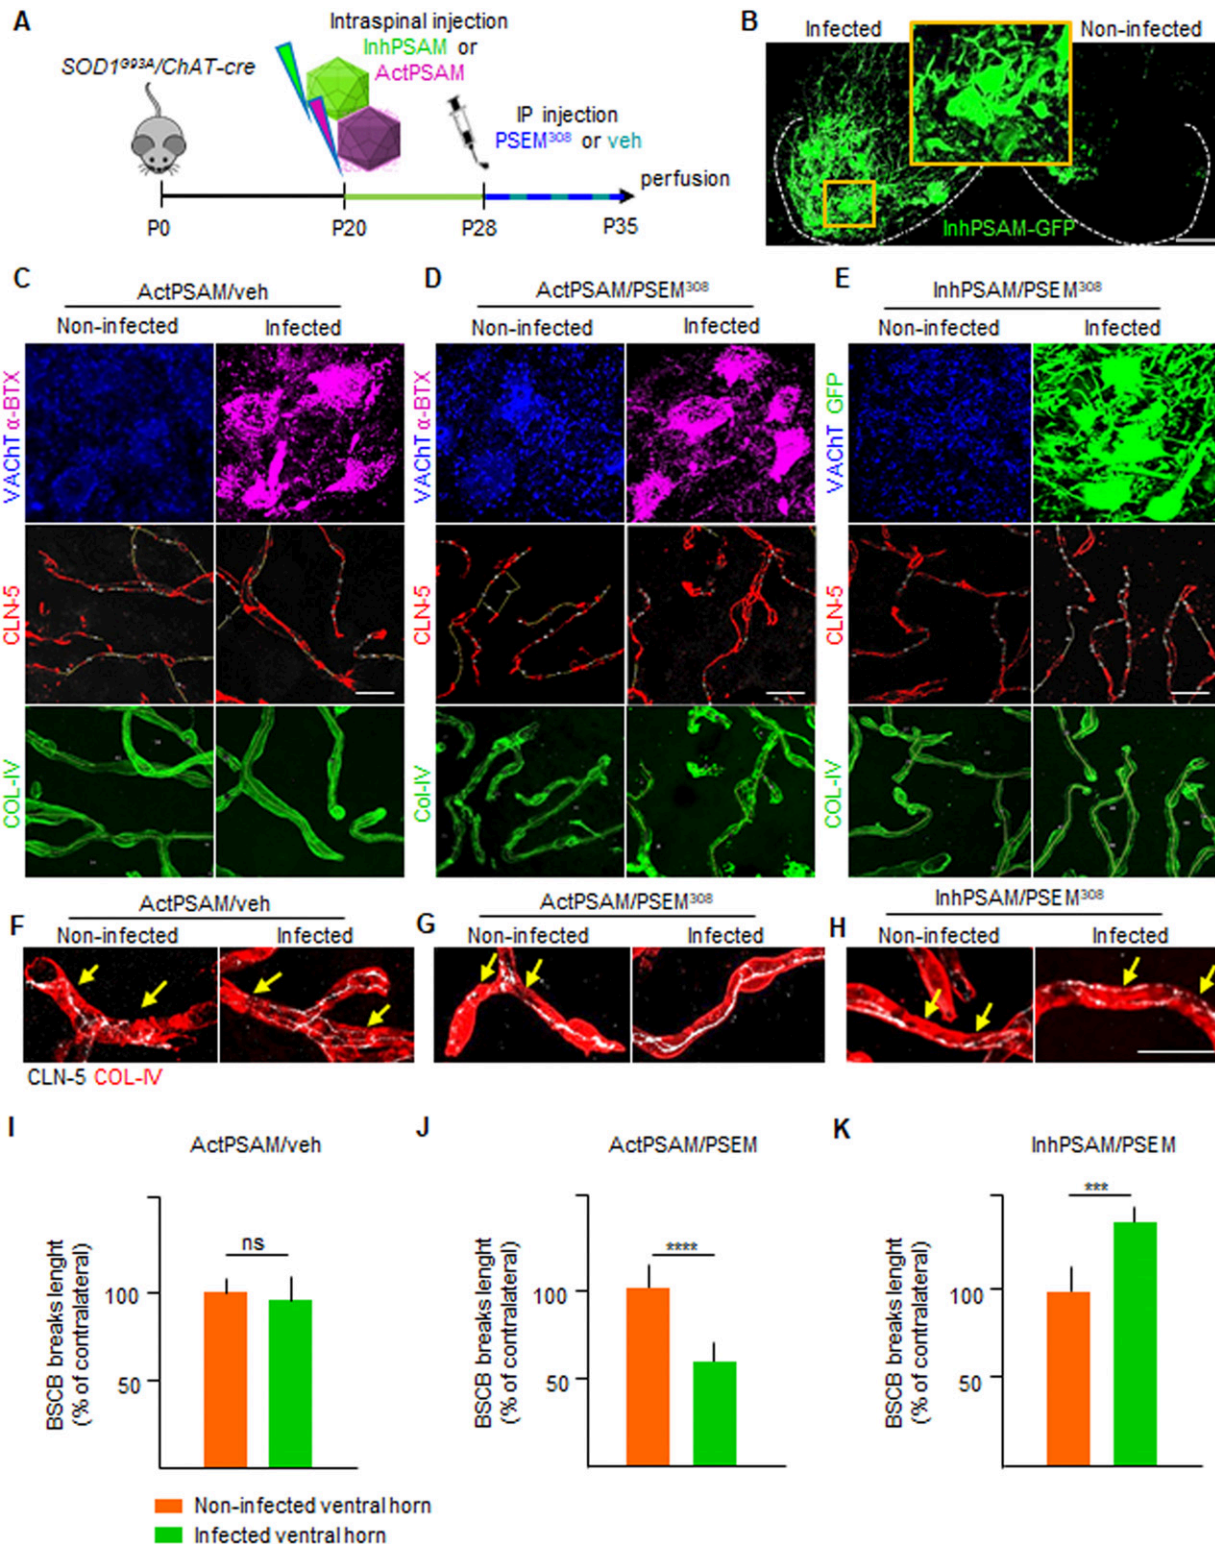 A
Intraspinal injection
InhPSAM or
ActPSAM
SOD1G93A/ChAT-cre
IP injection
PSEM308 or veh
perfusion
P0
P20
P28
P35
B
Infected
Non-infected
InhPSAM-GFP
C
ActPSAM/veh
Non-infected
Infected
VAChT α-BTX
CLN-5
COL-IV
D
ActPSAM/PSEM308
Non-infected
Infected
VAChT α-BTX
CLN-5
Col-IV
E
InhPSAM/PSEM308
Non-infected
Infected
VAChT GFP
CLN-5
COL-IV
F
ActPSAM/veh
Non-infected
Infected
CLN-5 COL-IV
G
ActPSAM/PSEM308
Non-infected
Infected
H
InhPSAM/PSEM308
Non-infected
Infected
I
ActPSAM/veh
BSCB breaks lenght
(% of contralateral)
100
50
ns
J
ActPSAM/PSEM
BSCB breaks lenght
(% of contralateral)
100
50
****
K
InhPSAM/PSEM
BSCB breaks lenght
(% of contralateral)
100
50
***
Non-infected ventral horn
Infected ventral horn